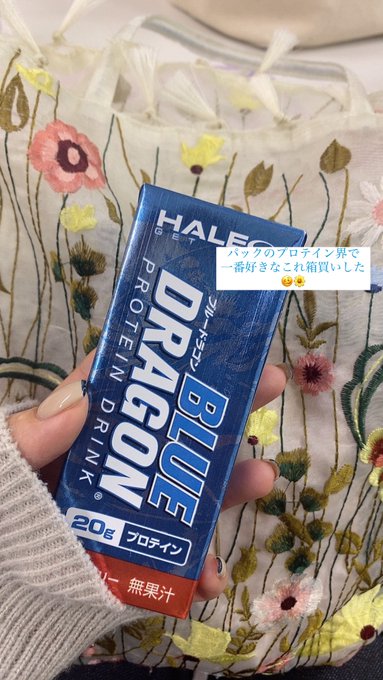 HALEO
GET
パックのプロテイン界で
一番好きなこれ箱買いした
ブルードラゴン
BLUE
DRAGON®
PROTEIN DRINK
20g プロテイン
リー 無果汁